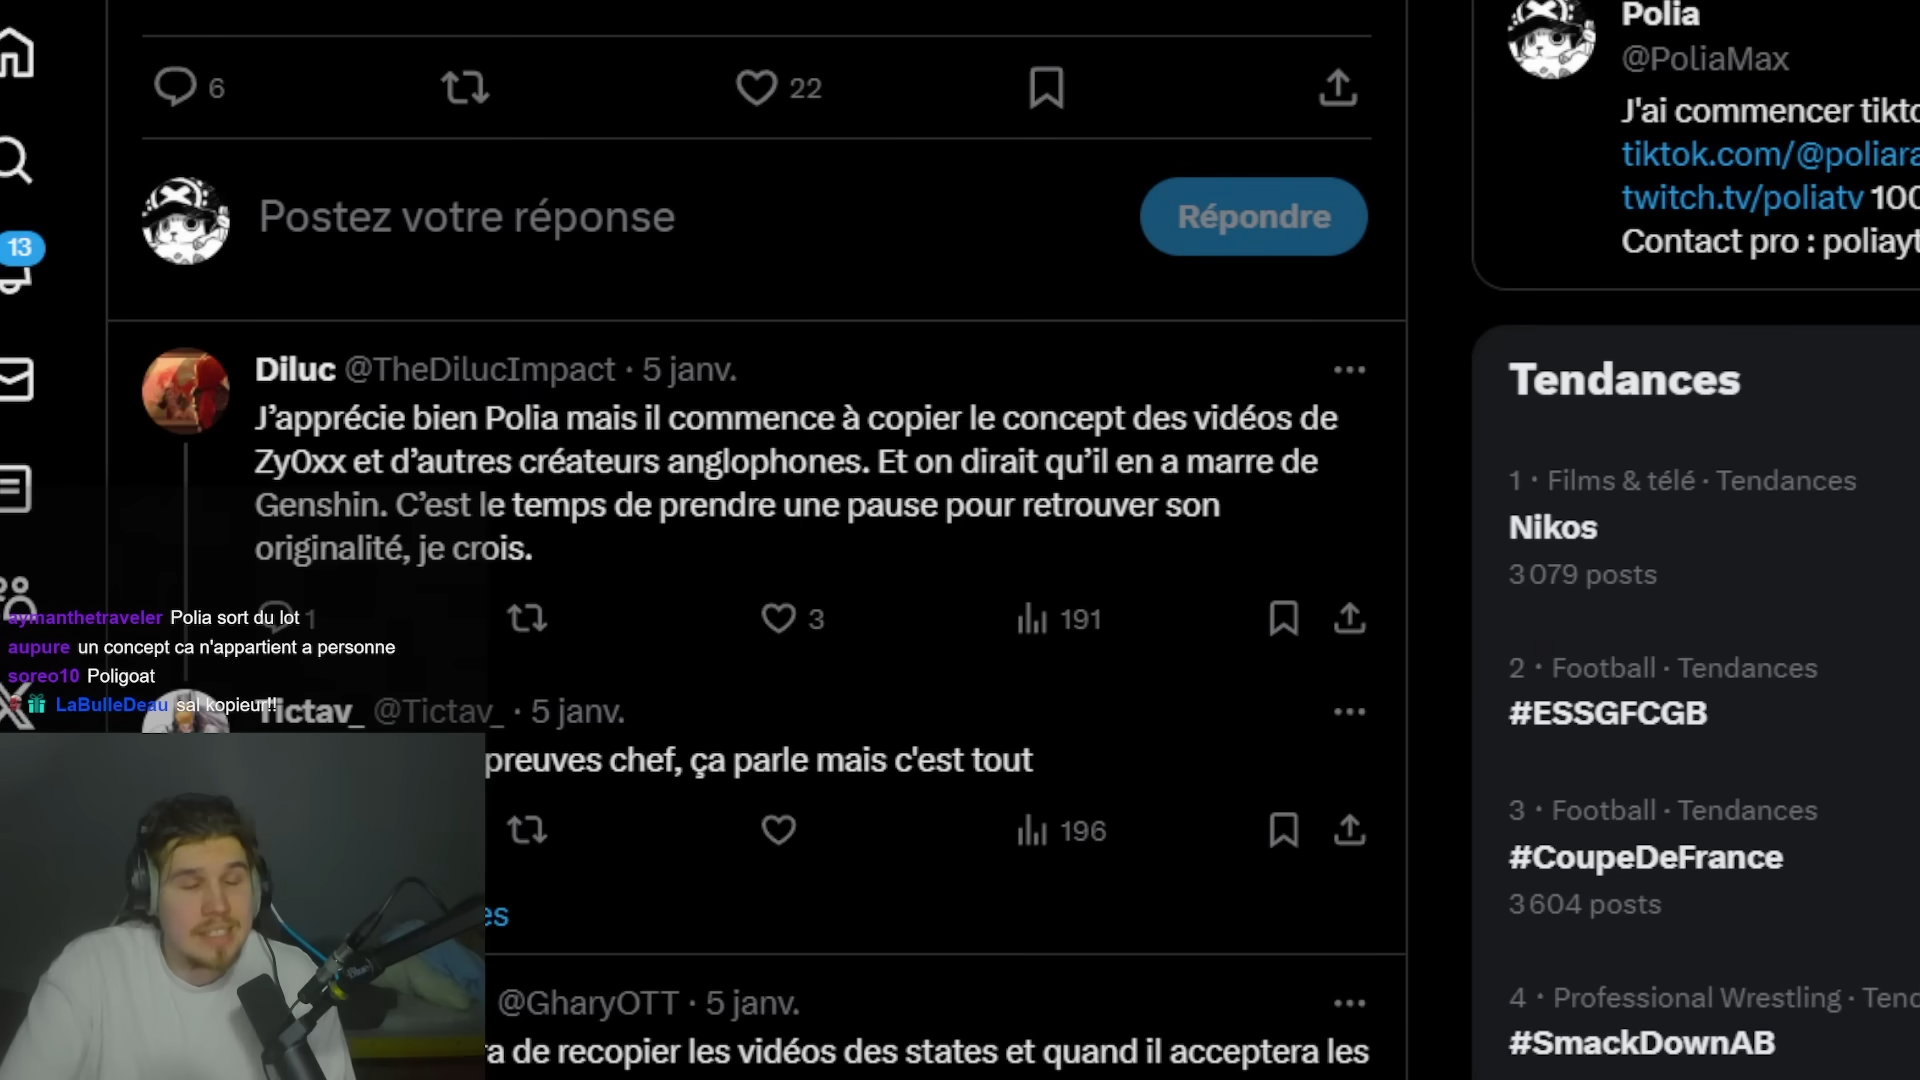 6
22
Postez votre réponse
Répondre
13
Diluc @TheDilucImpact · 5 janv.
J’apprécie bien Polia mais il commence à copier le concept des vidéos de
Zy0xx et d’autres créateurs anglophones. Et on dirait qu’il en a marre de
Genshin. C’est le temps de prendre une pause pour retrouver son
originalité, je crois.
1
3
191
aymanthetraveler Polia sort du lot
aupure un concept ca n'appartient a personne
soreo10 Poligoat
LaBulleDeau sal kopieur!!
Tictav_ @Tictav_ · 5 janv.
preuves chef, ça parle mais c'est tout
196
es
@GharyOTT · 5 janv.
ra de recopier les vidéos des states et quand il acceptera les
Polia
@PoliaMax
J'ai commencer tikto
tiktok.com/@poliara
twitch.tv/poliatv 100
Contact pro : poliayt
Tendances
1 · Films & télé · Tendances
Nikos
3 079 posts
2 · Football · Tendances
#ESSGFCGB
3 · Football · Tendances
#CoupeDeFrance
3 604 posts
4 · Professional Wrestling · Tend
#SmackDownAB